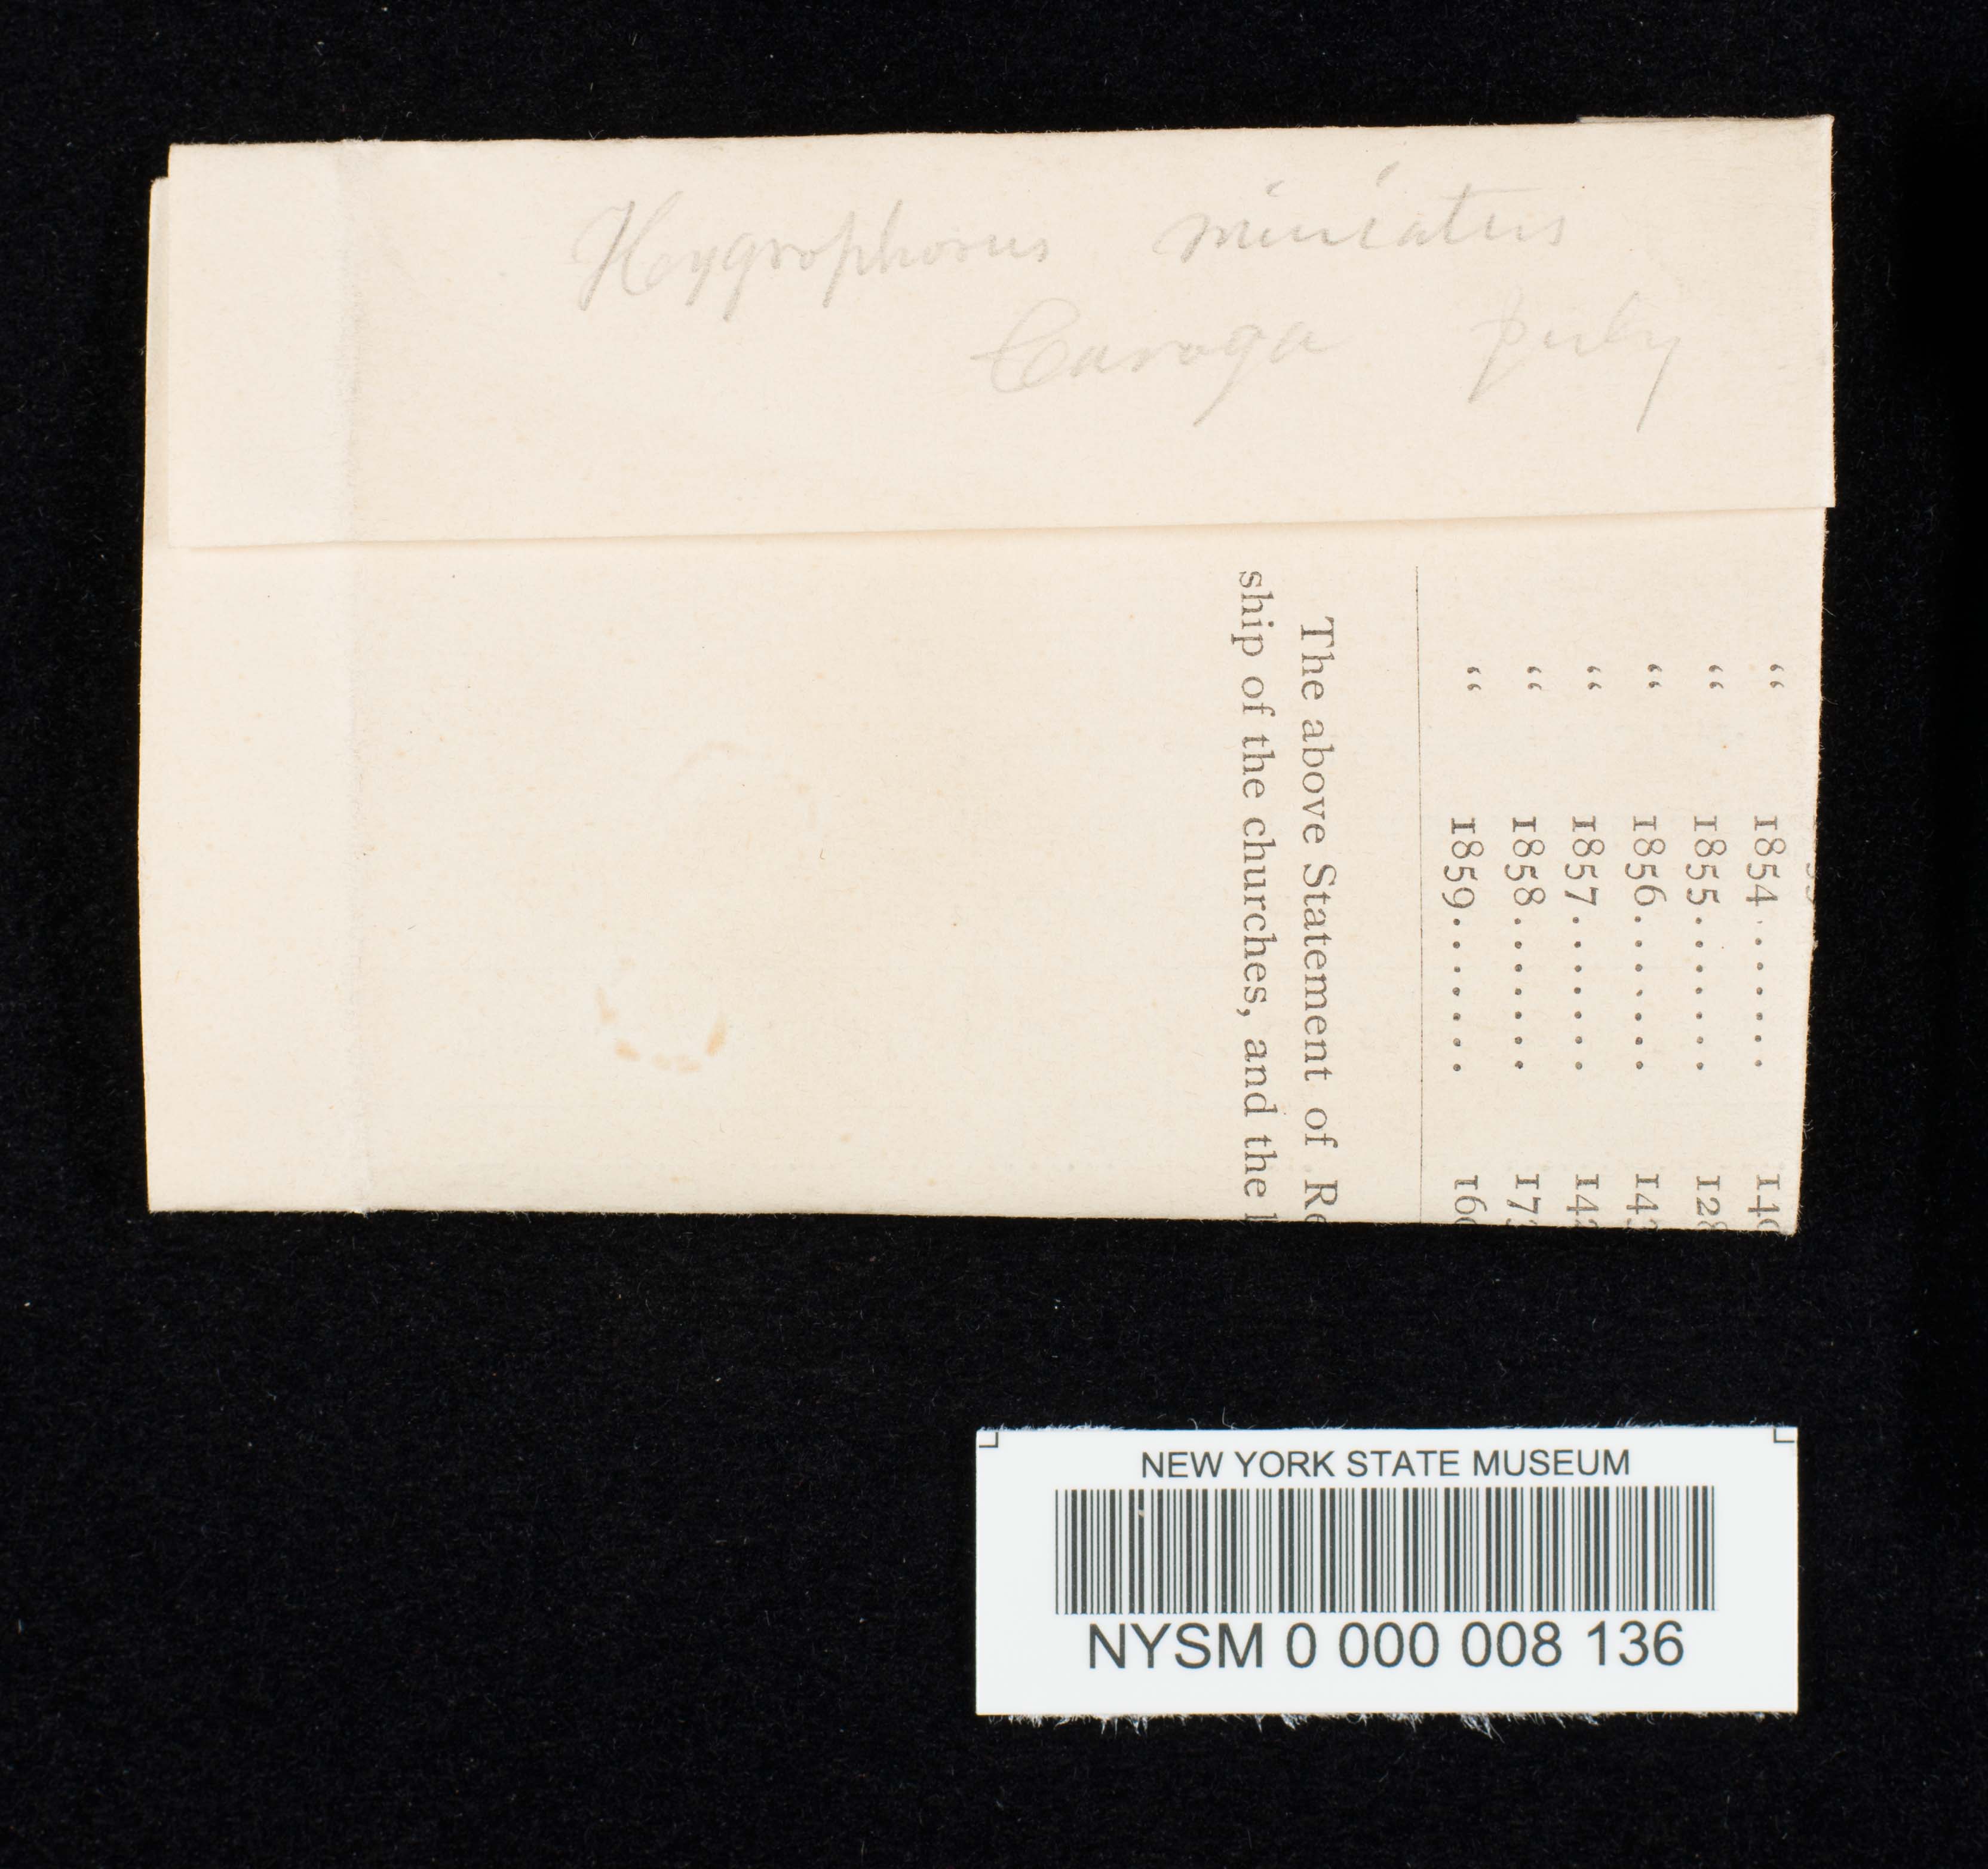 Hygrophorus miniatus
Caroga July
" 1854.......
" 1855.......
" 1856.......
" 1857.......
" 1858.......
" 1859.......
The above Statement of
ship of the churches, and the
NEW YORK STATE MUSEUM
NYSM 0 000 008 136